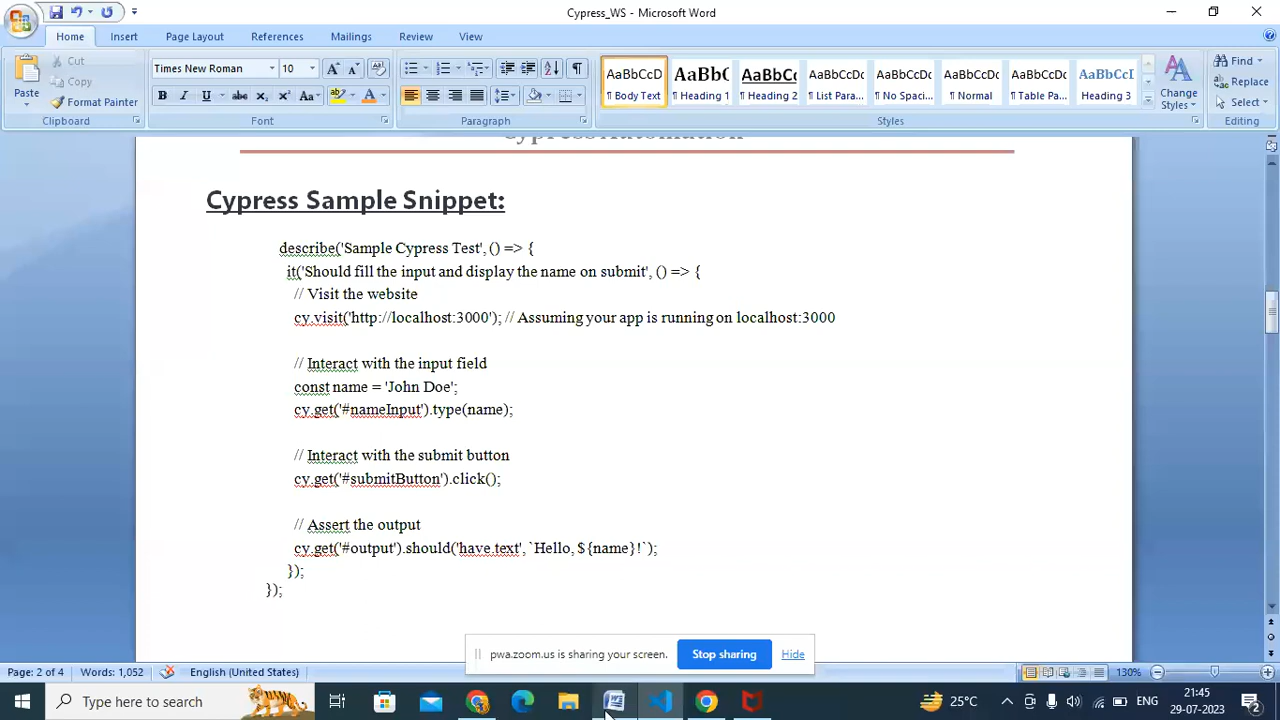 Cypress_WS - Microsoft Word
Home Insert Page Layout References Mailings Review View
Paste
Cut
Copy
Format Painter
Clipboard
Times New Roman 10
B I U abc X₂ X² Aa A
Font
Paragraph
AaBbCcD AaBbC AaBbCc AaBbCcDc AaBbCcDc AaBbCcDc AaBbCcDc AaBbCcI
¶ Body Text ¶ Heading 1 ¶ Heading 2 ¶ List Para... ¶ No Spaci... ¶ Normal ¶ Table Pa... Heading 3
Change Styles
Styles
Find
Replace
Select
Editing
Cypress Automation
Cypress Sample Snippet:
describe('Sample Cypress Test', () => {
it('Should fill the input and display the name on submit', () => {
// Visit the website
cy.visit('http://localhost:3000'); // Assuming your app is running on localhost:3000
// Interact with the input field
const name = 'John Doe';
cy.get('#nameInput').type(name);
// Interact with the submit button
cy.get('#submitButton').click();
// Assert the output
cy.get('#output').should('have.text', `Hello, ${name}!`);
});
});
pwa.zoom.us is sharing your screen. Stop sharing Hide
Page: 2 of 4 Words: 1,052 English (United States) 130%
Type here to search
25°C
ENG
21:45
29-07-2023
2